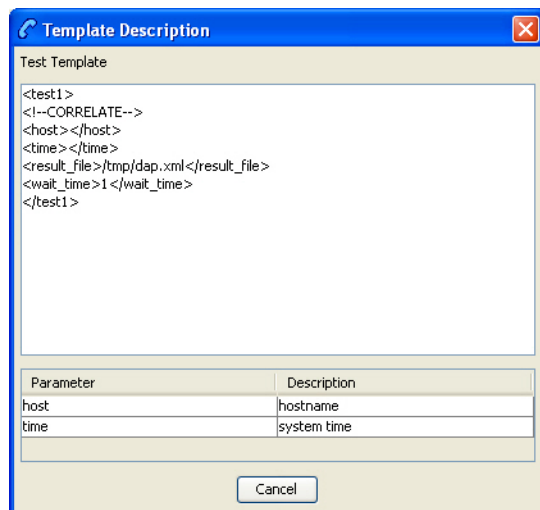 Template Description
Test Template
<test1>
<!--CORRELATE-->
<host></host>
<time></time>
<result_file>/tmp/dap.xml</result_file>
<wait_time>1</wait_time>
</test1>
Parameter Description
host hostname
time system time
Cancel